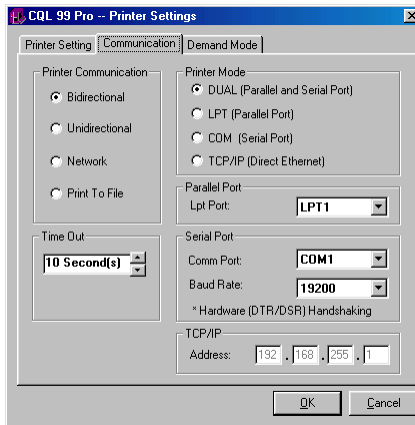 CQL 99 Pro -- Printer Settings
Printer Setting Communication Demand Mode
Printer Communication
Bidirectional
Unidirectional
Network
Print To File
Time Out
10 Second(s)
Printer Mode
DUAL (Parallel and Serial Port)
LPT (Parallel Port)
COM (Serial Port)
TCP/IP (Direct Ethernet)
Parallel Port
Lpt Port: LPT1
Serial Port
Comm Port: COM1
Baud Rate: 19200
* Hardware (DTR/DSR) Handshaking
TCP/IP
Address: 192 . 168 . 255 . 1
OK Cancel